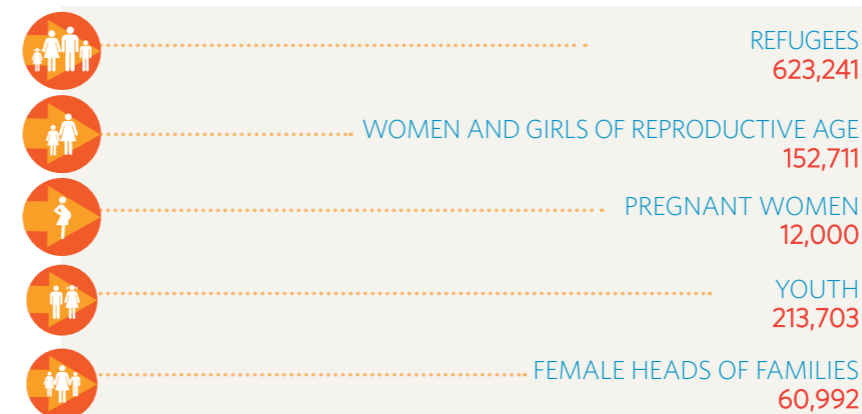 REFUGEES
623,241
WOMEN AND GIRLS OF REPRODUCTIVE AGE
152,711
PREGNANT WOMEN
12,000
YOUTH
213,703
FEMALE HEADS OF FAMILIES
60,992